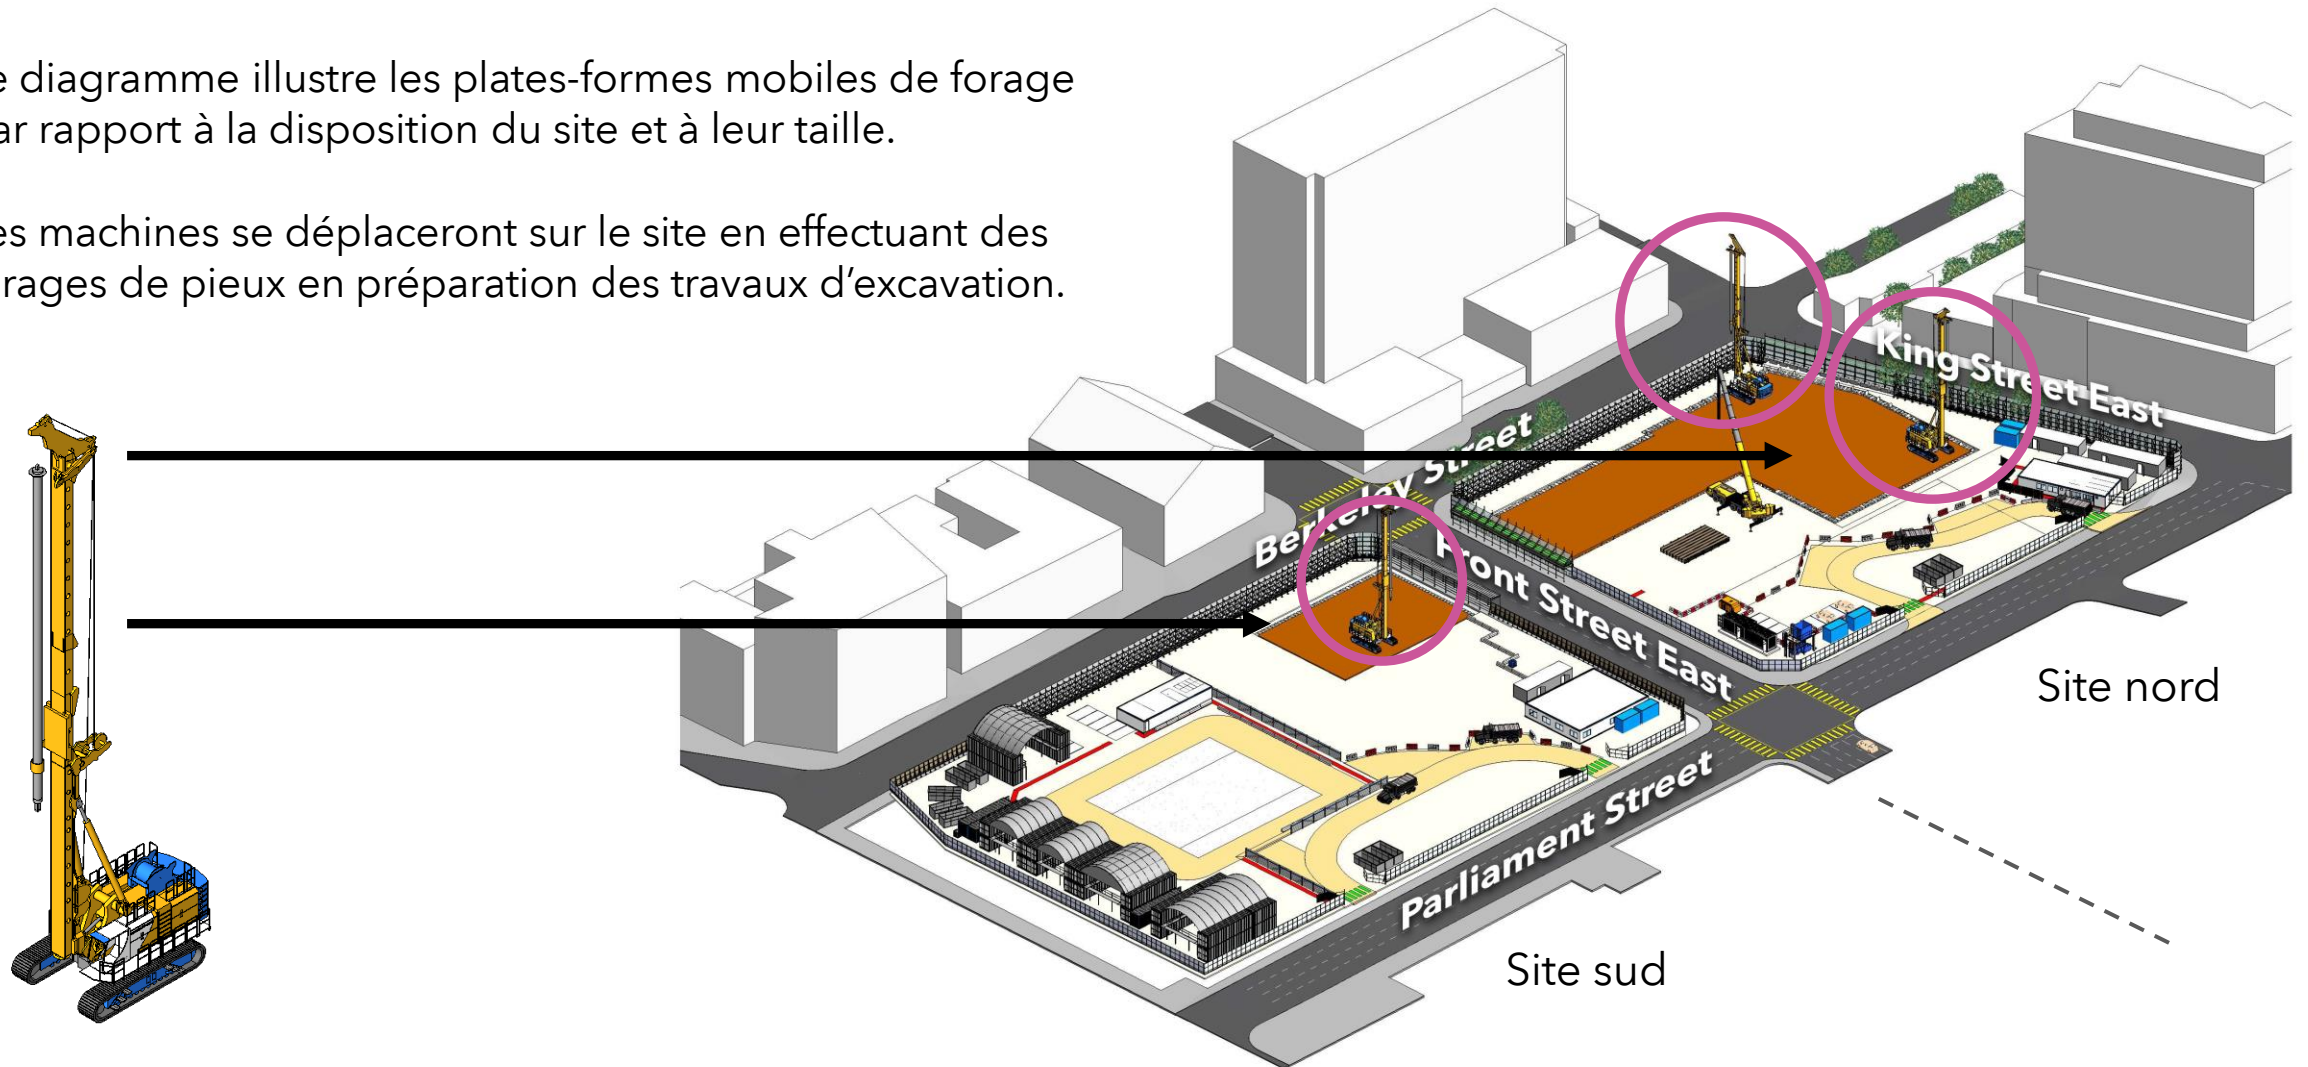 e diagramme illustre les plates-formes mobiles de forage
ar rapport à la disposition du site et à leur taille.
es machines se déplaceront sur le site en effectuant des
rages de pieux en préparation des travaux d’excavation.
King Street East
Berkeley Street
Front Street East
Site nord
Parliament Street
Site sud